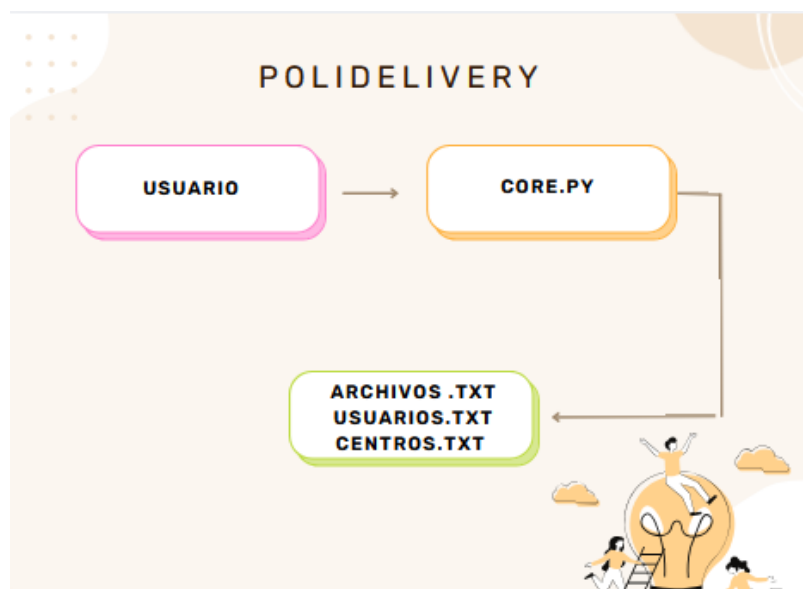 POLIDELIVERY
USUARIO
CORE.PY
ARCHIVOS .TXT
USUARIOS.TXT
CENTROS.TXT